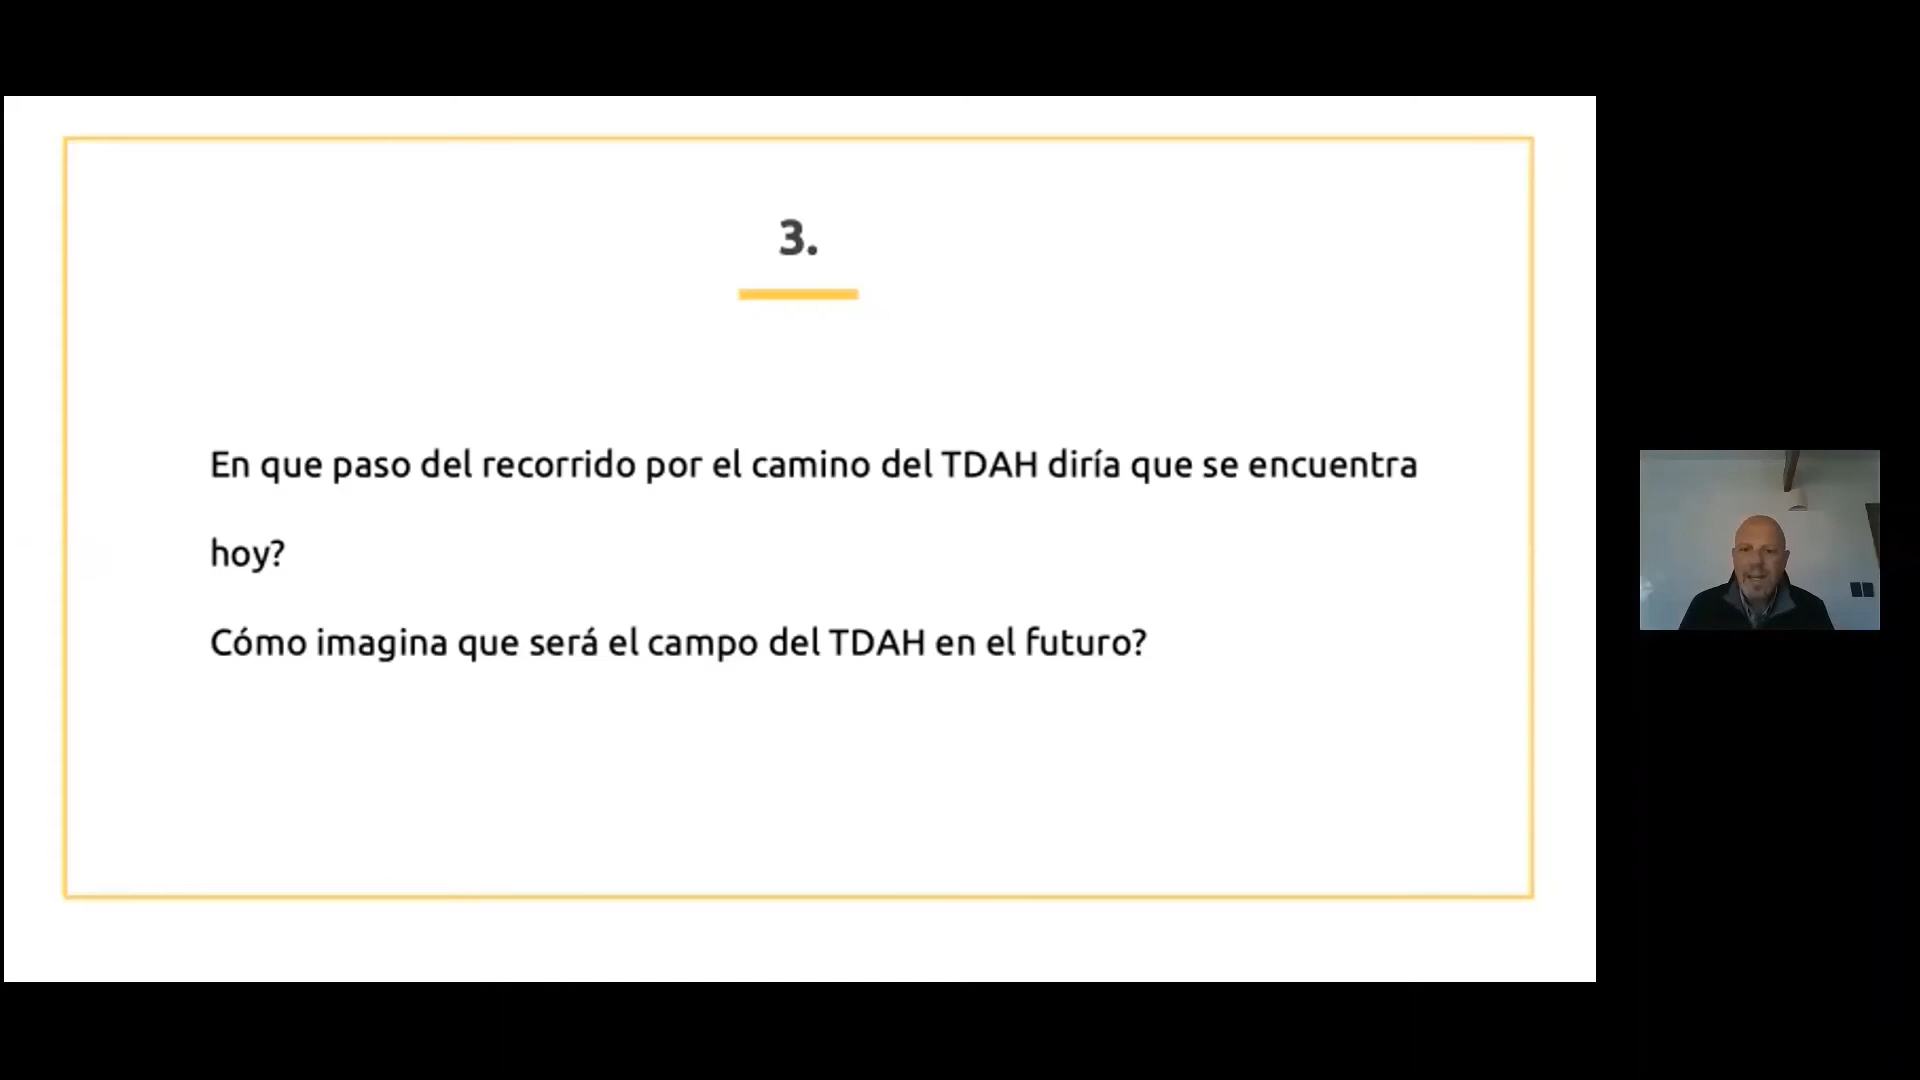 3.
En que paso del recorrido por el camino del TDAH diría que se encuentra
hoy?
Cómo imagina que será el campo del TDAH en el futuro?